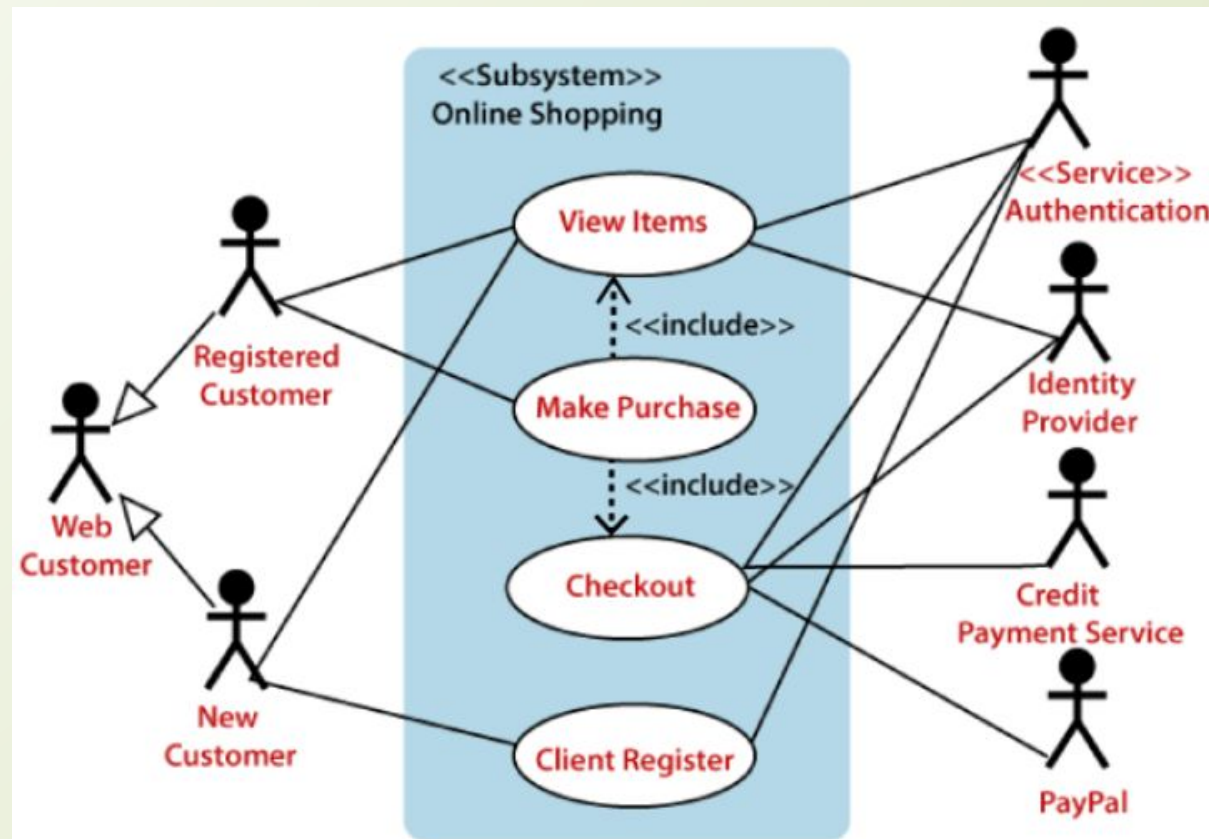 <<Subsystem>>
Online Shopping
View Items
<<include>>
Make Purchase
<<include>>
Checkout
Client Register
Registered
Customer
Web
Customer
New
Customer
<<Service>>
Authentication
Identity
Provider
Credit
Payment Service
PayPal